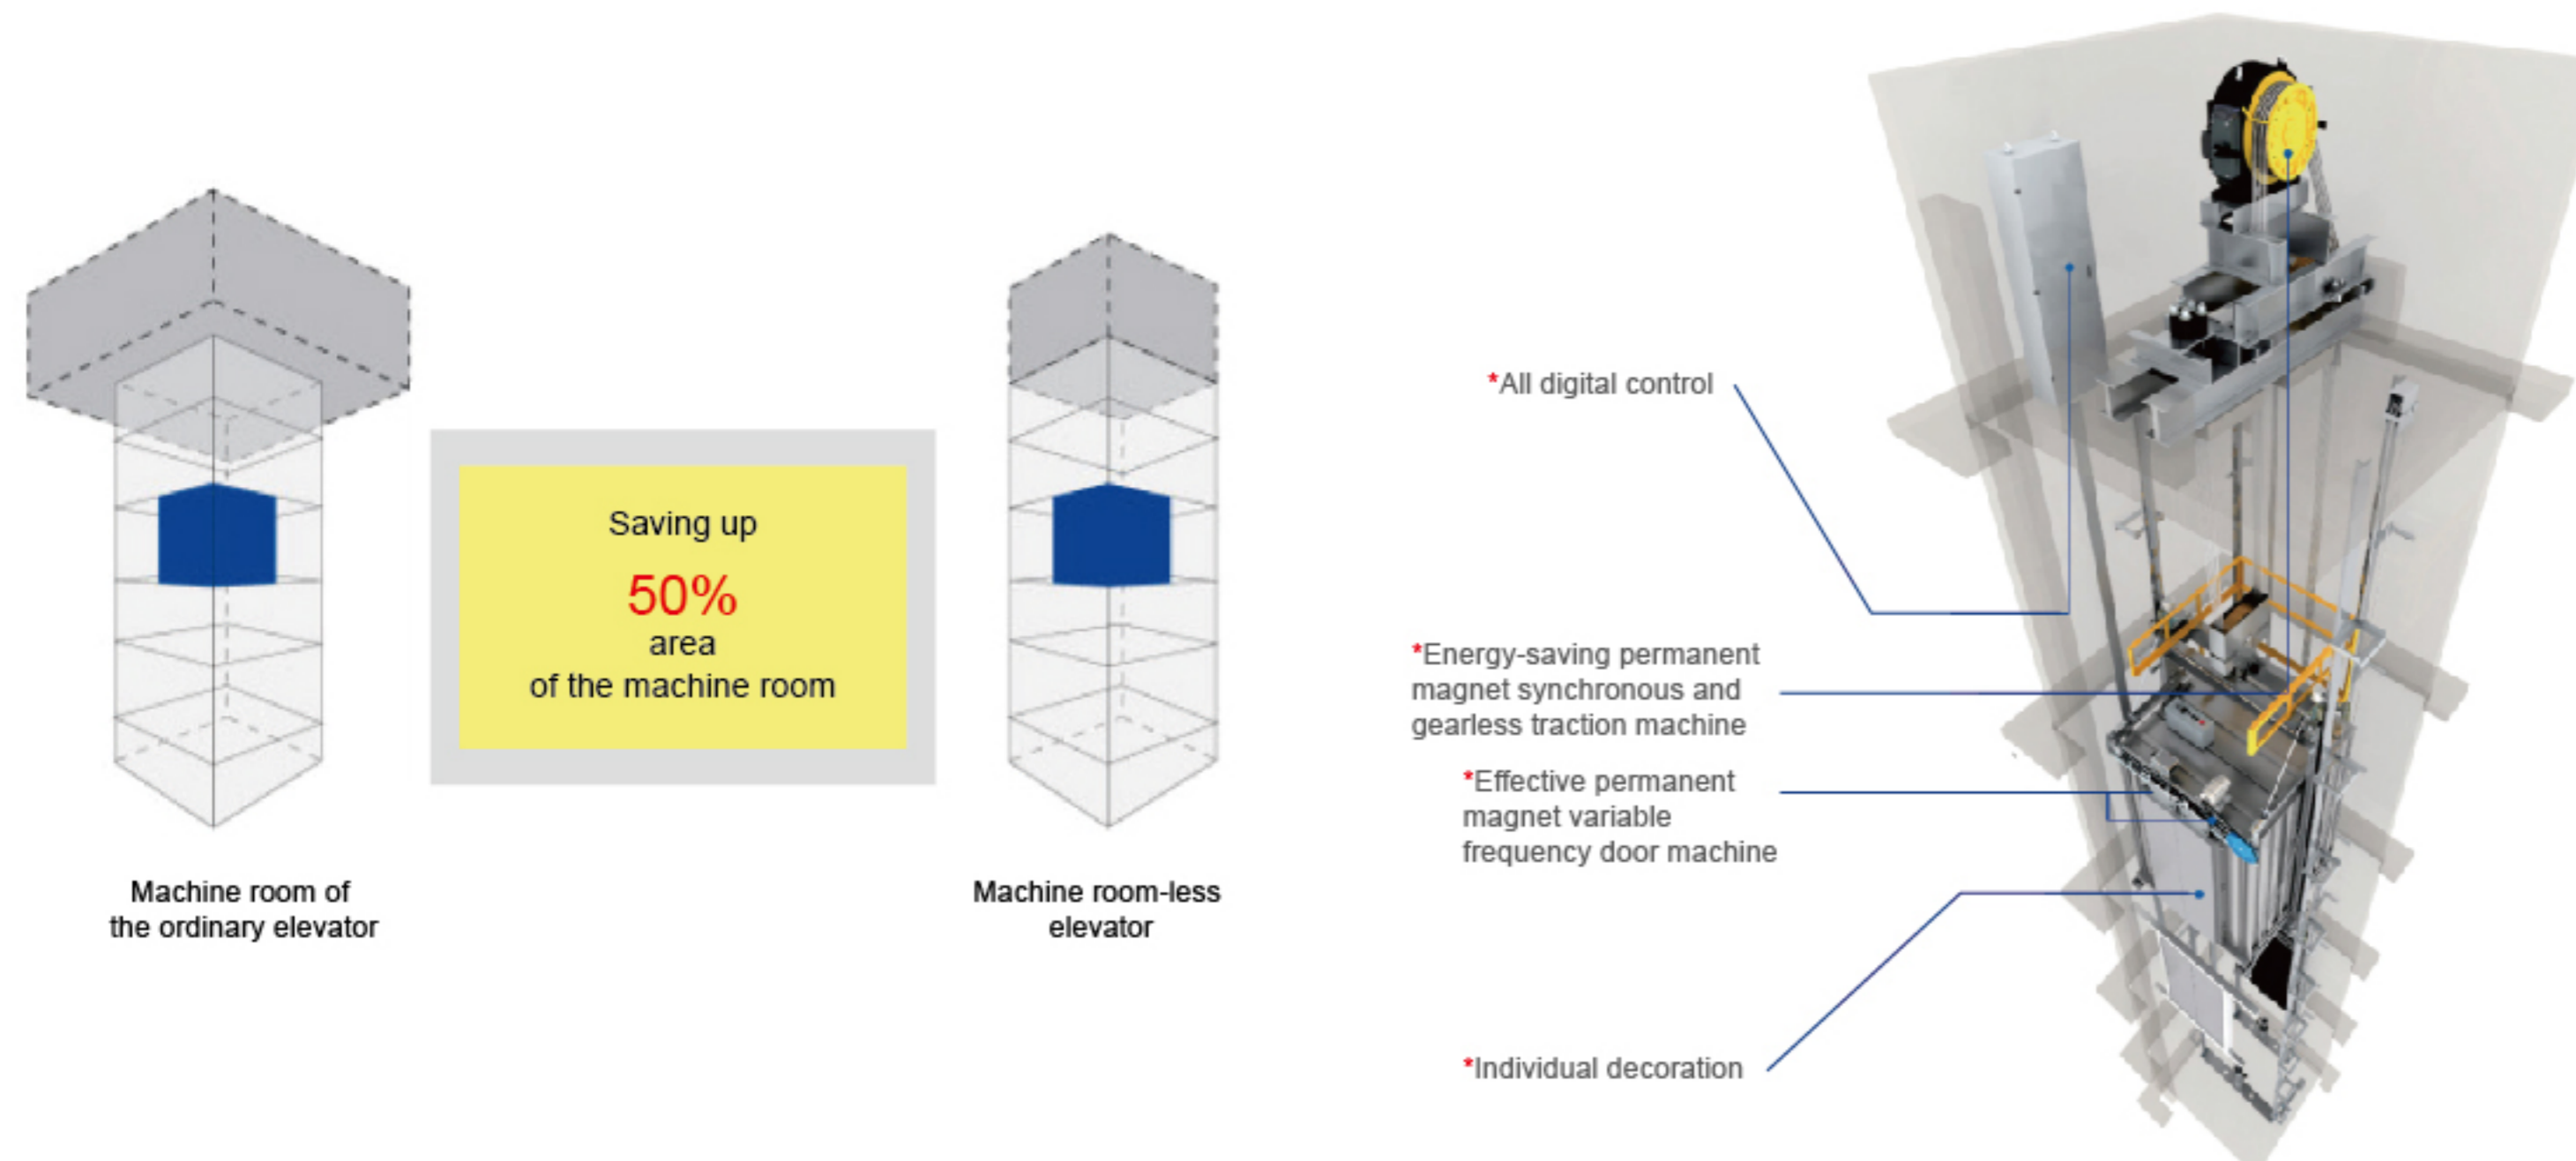 Saving up
50%
area
of the machine room
Machine room of
the ordinary elevator
Machine room-less
elevator
*All digital control
*Energy-saving permanent
magnet synchronous and
gearless traction machine
*Effective permanent
magnet variable
frequency door machine
*Individual decoration